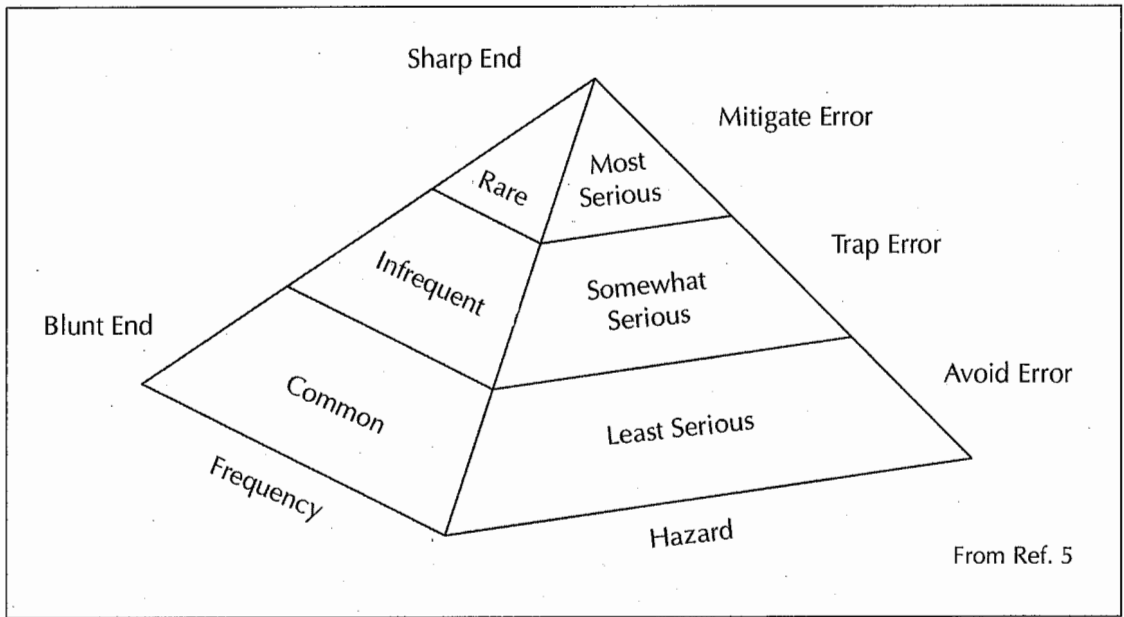 Sharp End
Mitigate Error
Most
Serious
Rare
Trap Error
Infrequent
Somewhat
Serious
Blunt End
Avoid Error
Common
Least Serious
Frequency
Hazard
From Ref. 5